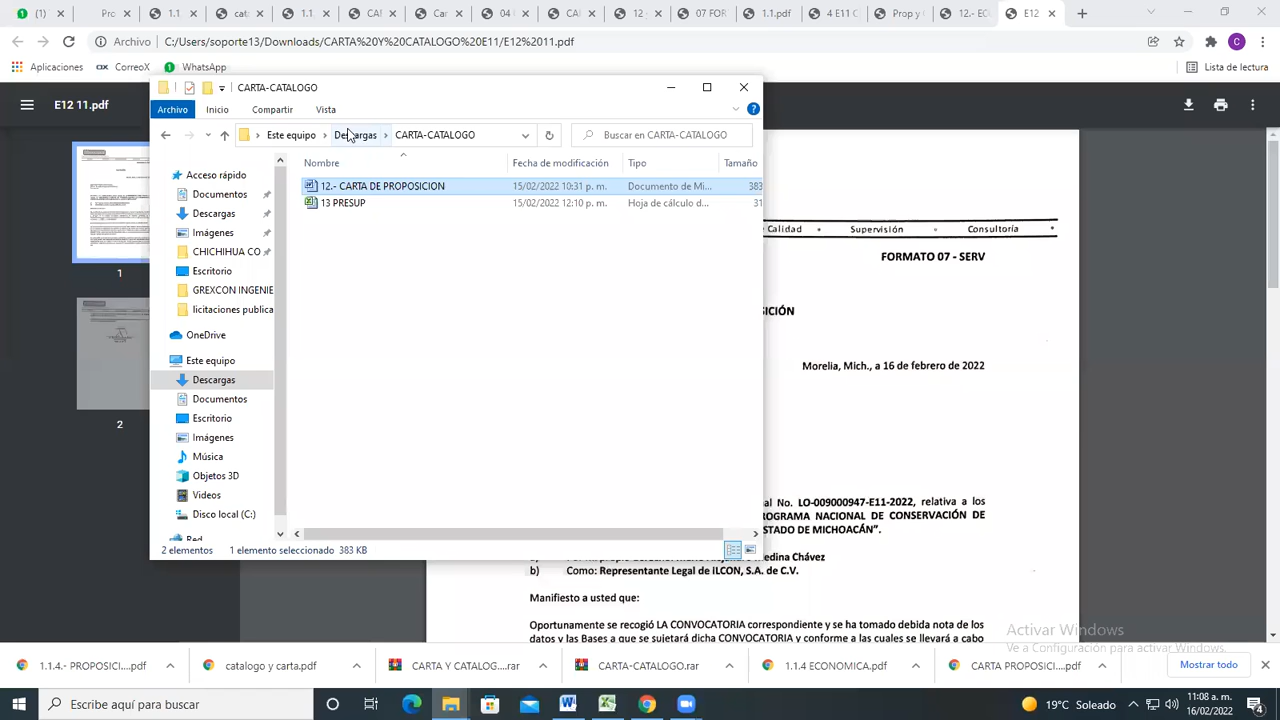 (1)
1.1
Car
1.1
Car
04
CA
12
07 F
1.1.p
4 E11 C
Prop y
12.- EC
E12
Archivo | C:/Users/soporte13/Downloads/CARTA%20Y%20CATALOGO%20E11/E12%2011.pdf
C
Aplicaciones
CorreoX
WhatsApp
Lista de lectura
CARTA-CATALOGO
E12 11.pdf
Archivo Inicio Compartir Vista
Este equipo > Descargas > CARTA-CATALOGO
Buscar en CARTA-CATALOGO
Nombre Fecha de modificación Tipo Tamaño
Acceso rápido
12.- CARTA DE PROPOSICION 15/02/2022 10:31 p. m. Documento de Mi... 383
Documentos
13 PRESUP 15/02/2022 12:10 p. m. Hoja de cálculo d... 31
Descargas
Imágenes
CHICHIHUA CO
Escritorio
GREXCON INGENIE
licitaciones publica
OneDrive
Este equipo
Descargas
Documentos
Escritorio
Imágenes
Música
Objetos 3D
Videos
Disco local (C:)
Red
2 elementos 1 elemento seleccionado 383 KB
1
2
e Calidad • Supervisión • Consultoría •
FORMATO 07 - SERV
SICIÓN
Morelia, Mich., a 16 de febrero de 2022
al No. LO-009000947-E11-2022, relativa a los
ROGRAMA NACIONAL DE CONSERVACIÓN DE
STADO DE MICHOACÁN”.
edina Chávez
b) Como: Representante Legal de iLCON, S.A. de C.V.
Manifiesto a usted que:
Oportunamente se recogió LA CONVOCATORIA correspondiente y se ha tomado debida nota de los
datos y las Bases a que se sujetará dicha CONVOCATORIA y conforme a las cuales se llevará a cabo
Activar Windows
Ve a Configuración para activar Windows.
1.1.4.- PROPOSICI....pdf
catalogo y carta.pdf
CARTA Y CATALOG....rar
CARTA-CATALOGO.rar
1.1.4 ECONOMICA.pdf
CARTA PROPOSICI....pdf
Mostrar todo
Escribe aquí para buscar
19°C Soleado
11:08 a. m.
16/02/2022
4